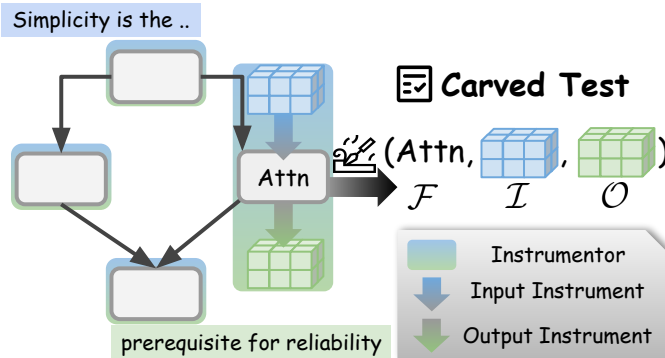 Simplicity is the ..
Carved Test
(Attn, , )
Attn
ℱ ℐ 𝒪
Instrumentor
Input Instrument
Output Instrument
prerequisite for reliability